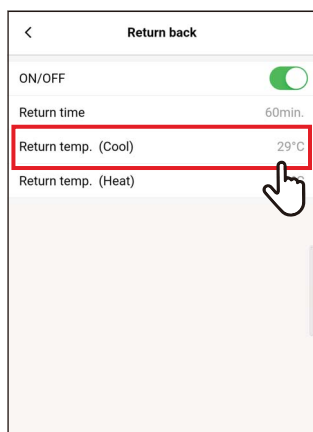 Return back
ON/OFF
Return time 60min.
Return temp. (Cool) 29°C
Return temp. (Heat)